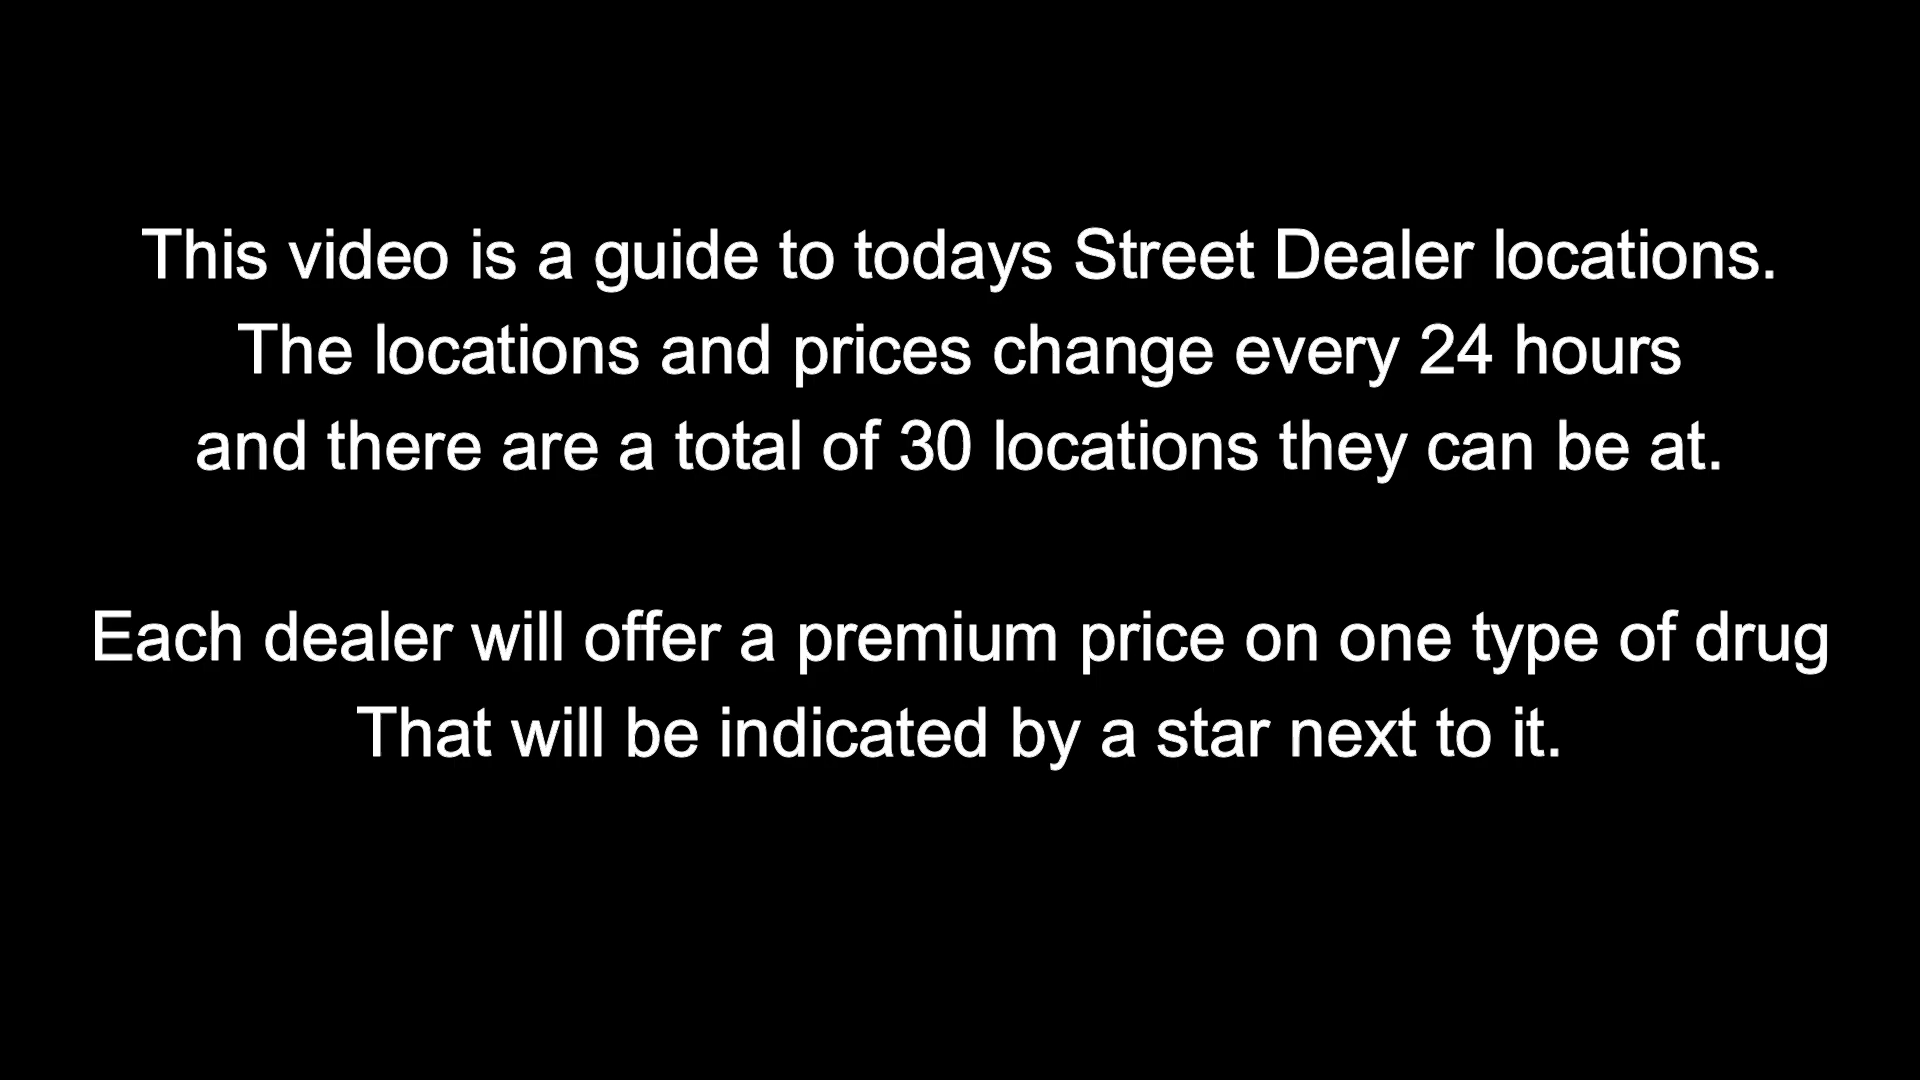 This video is a guide to todays Street Dealer locations.
The locations and prices change every 24 hours
and there are a total of 30 locations they can be at.
Each dealer will offer a premium price on one type of drug
That will be indicated by a star next to it.